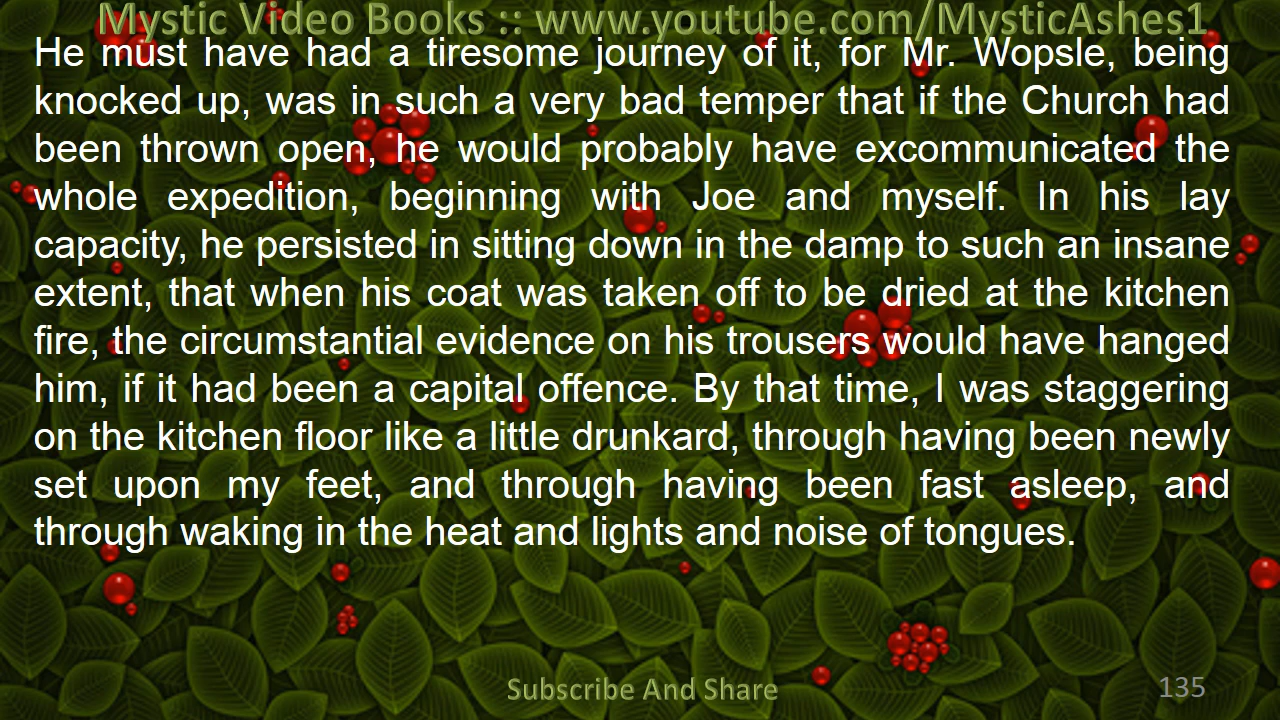 Mystic Video Books :: www.youtube.com/MysticAshes1
He must have had a tiresome journey of it, for Mr. Wopsle, being
knocked up, was in such a very bad temper that if the Church had
been thrown open, he would probably have excommunicated the
whole expedition, beginning with Joe and myself. In his lay
capacity, he persisted in sitting down in the damp to such an insane
extent, that when his coat was taken off to be dried at the kitchen
fire, the circumstantial evidence on his trousers would have hanged
him, if it had been a capital offence. By that time, I was staggering
on the kitchen floor like a little drunkard, through having been newly
set upon my feet, and through having been fast asleep, and
through waking in the heat and lights and noise of tongues.
Subscribe And Share
135